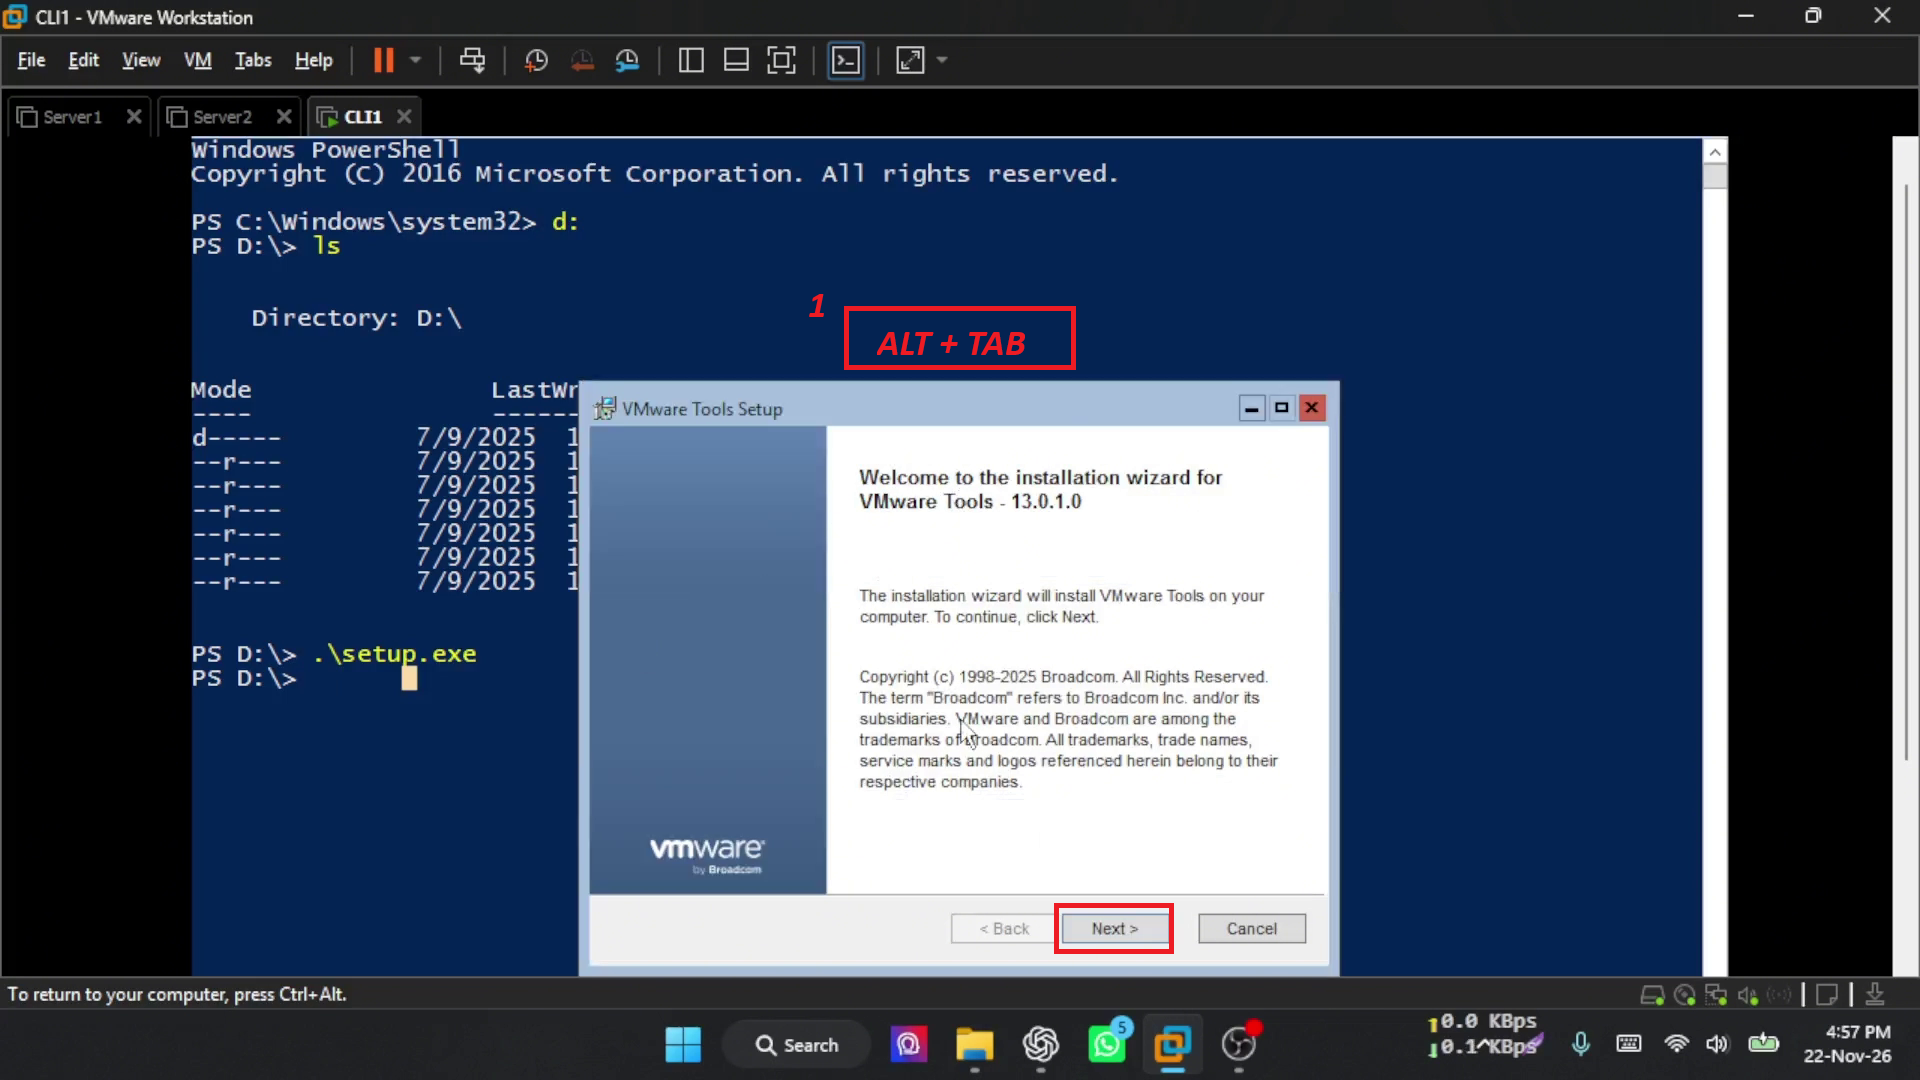 CLI1 - VMware Workstation
File Edit View VM Tabs Help
Server1 Server2 CLI1
Windows PowerShell
Copyright (C) 2016 Microsoft Corporation. All rights reserved.
PS C:\Windows\system32> d:
PS D:\> ls
Directory: D:\
Mode LastWr
---- ------
d----- 7/9/2025 1
--r--- 7/9/2025 1
--r--- 7/9/2025 1
--r--- 7/9/2025 1
--r--- 7/9/2025 1
--r--- 7/9/2025 1
--r--- 7/9/2025 1
PS D:\> .\setup.exe
PS D:\>
1
ALT + TAB
VMware Tools Setup
Welcome to the installation wizard for
VMware Tools - 13.0.1.0
The installation wizard will install VMware Tools on your
computer. To continue, click Next.
Copyright (c) 1998-2025 Broadcom. All Rights Reserved.
The term "Broadcom" refers to Broadcom Inc. and/or its
subsidiaries. VMware and Broadcom are among the
trademarks of Broadcom. All trademarks, trade names,
service marks and logos referenced herein belong to their
respective companies.
vmware
by Broadcom
< Back Next > Cancel
To return to your computer, press Ctrl+Alt.
Search
5
0.0 KBps
0.1 KBps
4:57 PM
22-Nov-26